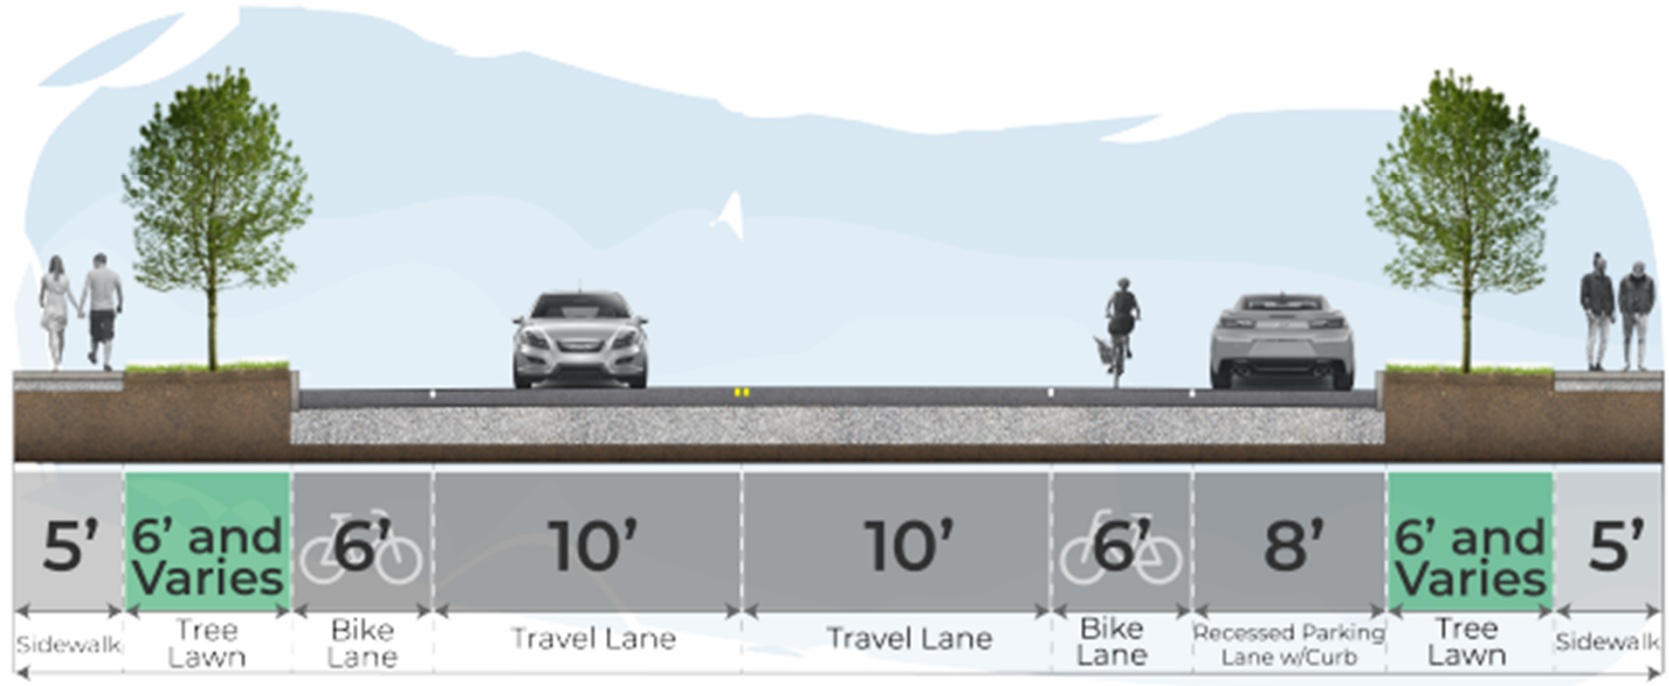 5’
6’ and
Varies
6’
10’
10’
6’
8’
6’ and
Varies
5’
Sidewalk
Tree
Lawn
Bike
Lane
Travel Lane
Travel Lane
Bike
Lane
Recessed Parking
Lane w/Curb
Tree
Lawn
Sidewalk